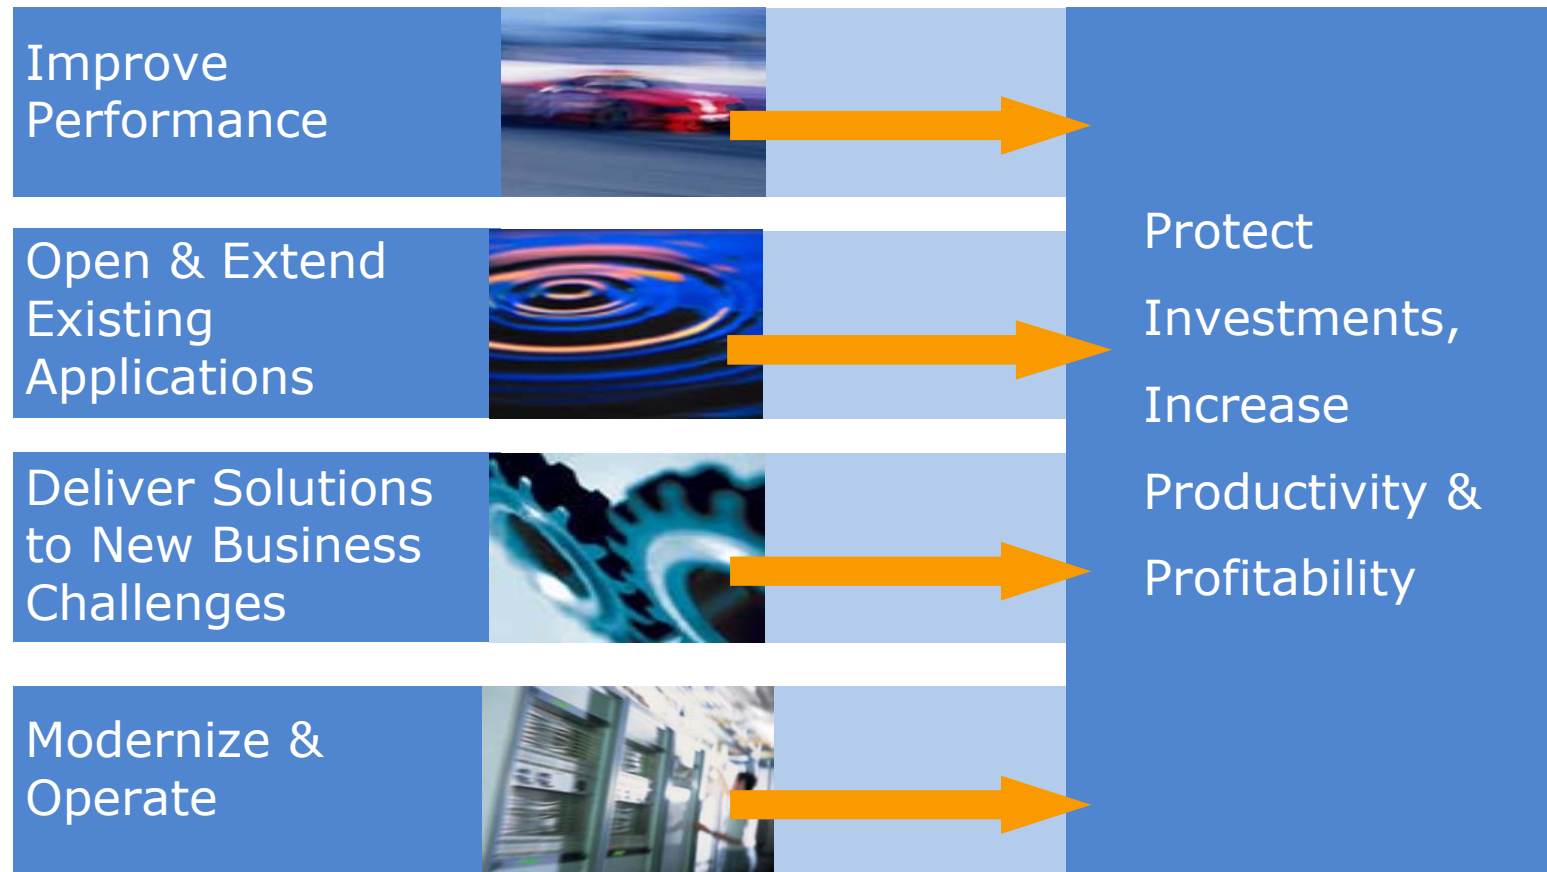 Improve
Performance
Open & Extend
Existing
Applications
Deliver Solutions
to New Business
Challenges
Modernize &
Operate
Protect
Investments,
Increase
Productivity &
Profitability